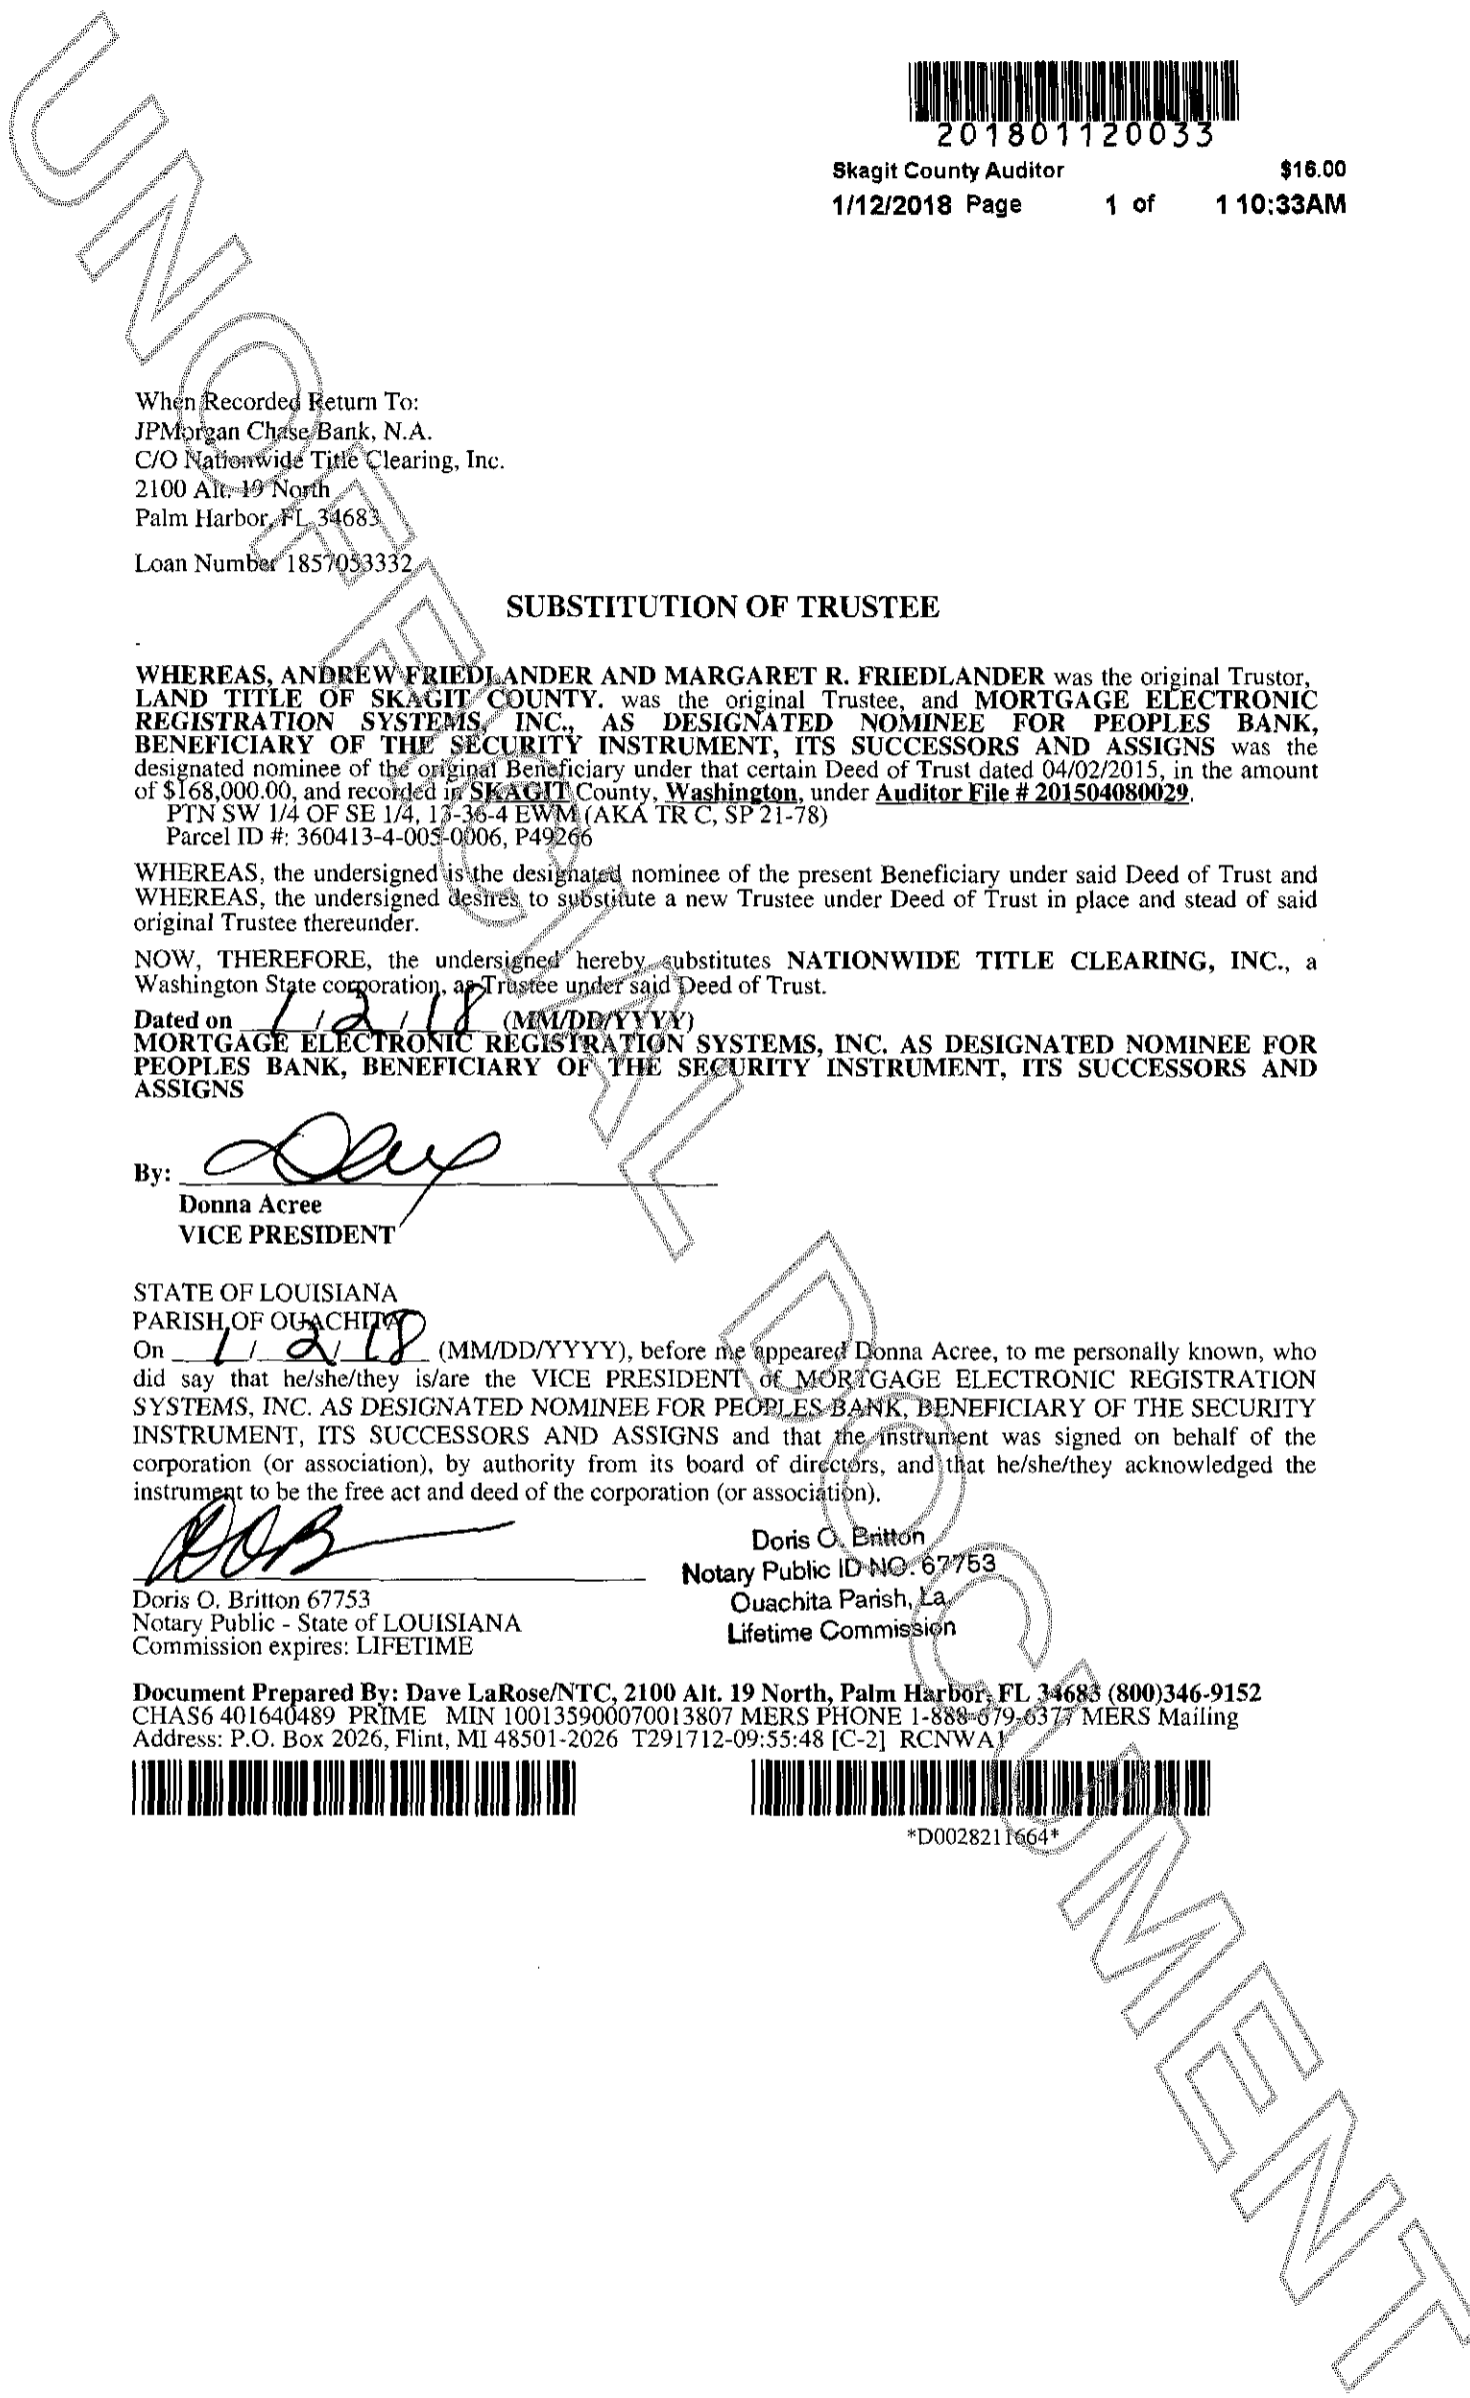 201801120033
Skagit County Auditor $16.00
1/12/2018 Page 1 of 1 10:33AM
When Recorded Return To:
JPMorgan Chase Bank, N.A.
C/O Nationwide Title Clearing, Inc.
2100 Alt. 19 North
Palm Harbor, FL 34683
Loan Number 1857053332
SUBSTITUTION OF TRUSTEE
WHEREAS, ANDREW FRIEDLANDER AND MARGARET R. FRIEDLANDER was the original Trustor,
LAND TITLE OF SKAGIT COUNTY. was the original Trustee, and MORTGAGE ELECTRONIC
REGISTRATION SYSTEMS, INC., AS DESIGNATED NOMINEE FOR PEOPLES BANK,
BENEFICIARY OF THE SECURITY INSTRUMENT, ITS SUCCESSORS AND ASSIGNS was the
designated nominee of the original Beneficiary under that certain Deed of Trust dated 04/02/2015, in the amount
of $168,000.00, and recorded in SKAGIT County, Washington, under Auditor File # 201504080029.
PTN SW 1/4 OF SE 1/4, 13-36-4 EWM (AKA TR C, SP 21-78)
Parcel ID #: 360413-4-005-0006, P49266
WHEREAS, the undersigned is the designated nominee of the present Beneficiary under said Deed of Trust and
WHEREAS, the undersigned desires to substitute a new Trustee under Deed of Trust in place and stead of said
original Trustee thereunder.
NOW, THEREFORE, the undersigned hereby substitutes NATIONWIDE TITLE CLEARING, INC., a
Washington State corporation, as Trustee under said Deed of Trust.
Dated on 1 / 2 / 18 (MM/DD/YYYY)
MORTGAGE ELECTRONIC REGISTRATION SYSTEMS, INC. AS DESIGNATED NOMINEE FOR
PEOPLES BANK, BENEFICIARY OF THE SECURITY INSTRUMENT, ITS SUCCESSORS AND
ASSIGNS
By:
Donna Acree
VICE PRESIDENT
STATE OF LOUISIANA
PARISH OF OUACHITA
On 1 / 2 / 18 (MM/DD/YYYY), before me appeared Donna Acree, to me personally known, who
did say that he/she/they is/are the VICE PRESIDENT of MORTGAGE ELECTRONIC REGISTRATION
SYSTEMS, INC. AS DESIGNATED NOMINEE FOR PEOPLES BANK, BENEFICIARY OF THE SECURITY
INSTRUMENT, ITS SUCCESSORS AND ASSIGNS and that the instrument was signed on behalf of the
corporation (or association), by authority from its board of directors, and that he/she/they acknowledged the
instrument to be the free act and deed of the corporation (or association).
DOB
Doris O. Britton 67753
Notary Public - State of LOUISIANA
Commission expires: LIFETIME
Doris O. Britton
Notary Public ID NO. 67753
Ouachita Parish, La.
Lifetime Commission
Document Prepared By: Dave LaRose/NTC, 2100 Alt. 19 North, Palm Harbor, FL 34683 (800)346-9152
CHAS6 401640489 PRIME MIN 100135900070013807 MERS PHONE 1-888-679-6377 MERS Mailing
Address: P.O. Box 2026, Flint, MI 48501-2026 T291712-09:55:48 [C-2] RCNWA1
*D0028211664*
UNOFFICIAL DOCUMENT